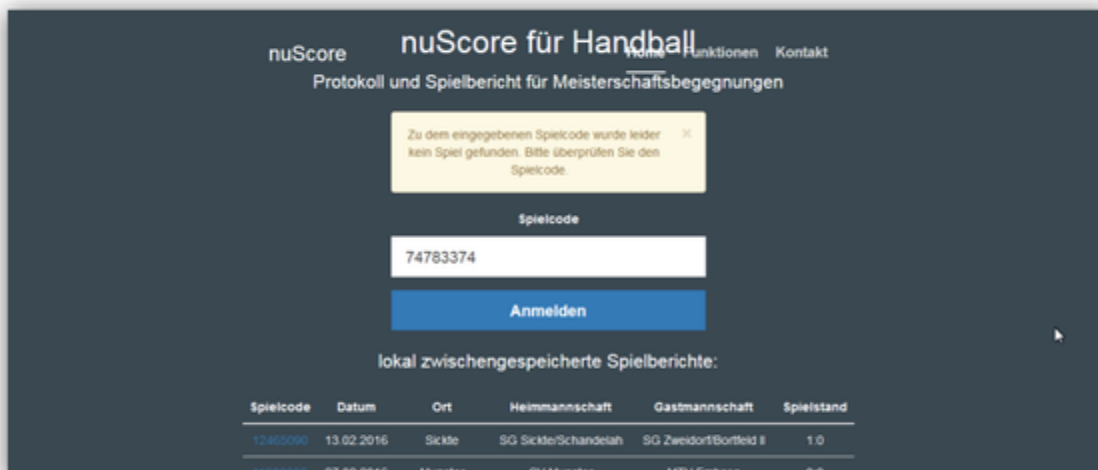 nuScore
nuScore für Handball
Home Funktionen Kontakt
Protokoll und Spielbericht für Meisterschaftsbegegnungen
Zu dem eingegebenen Spielcode wurde leider ×
kein Spiel gefunden. Bitte überprüfen Sie den
Spielcode.
Spielcode
74783374
Anmelden
lokal zwischengespeicherte Spielberichte:
Spielcode Datum Ort Heimmannschaft Gastmannschaft Spielstand
12465090 13.02.2016 Sickte SG Sickte/Schandelah SG Zweidorf/Bortfeld II 1:0